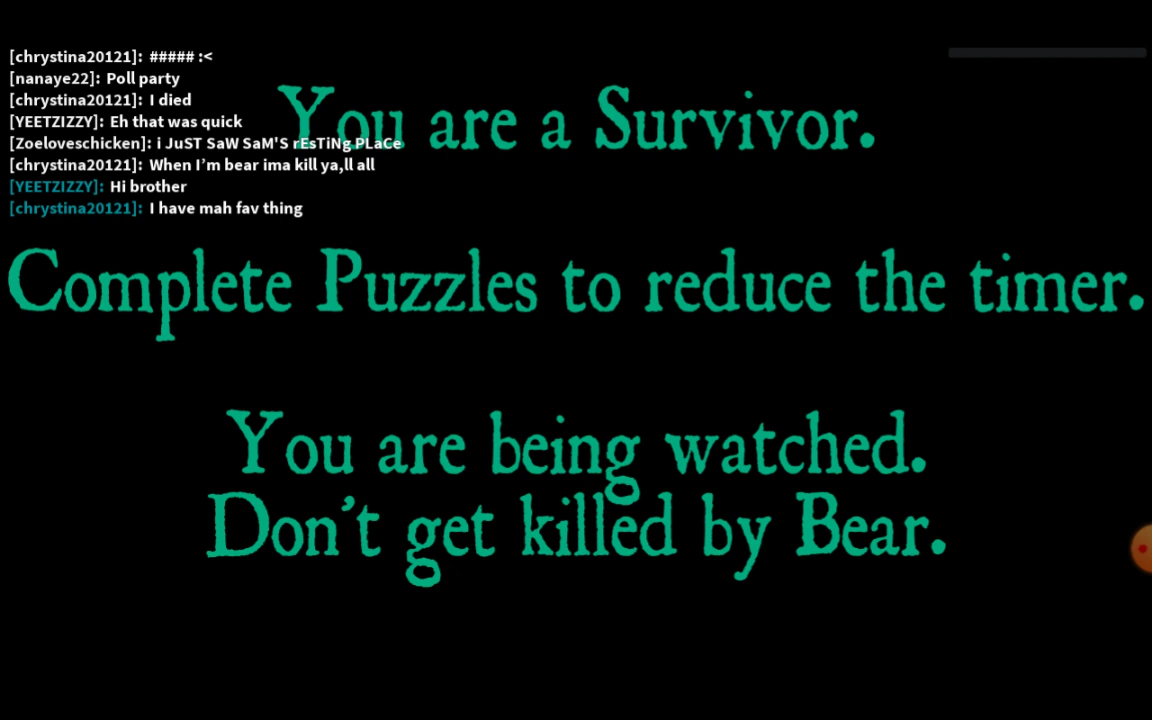 [chrystina20121]: ##### :<
[nanaye22]: Poll party
[chrystina20121]: I died
[YEETZIZZY]: Eh that was quick
[Zoeloveschicken]: i JuST SaW SaM'S rEsTiNg PLaCe
[chrystina20121]: When I’m bear ima kill ya,ll all
[YEETZIZZY]: Hi brother
[chrystina20121]: I have mah fav thing
You are a Survivor.
Complete Puzzles to reduce the timer.
You are being watched.
Don't get killed by Bear.